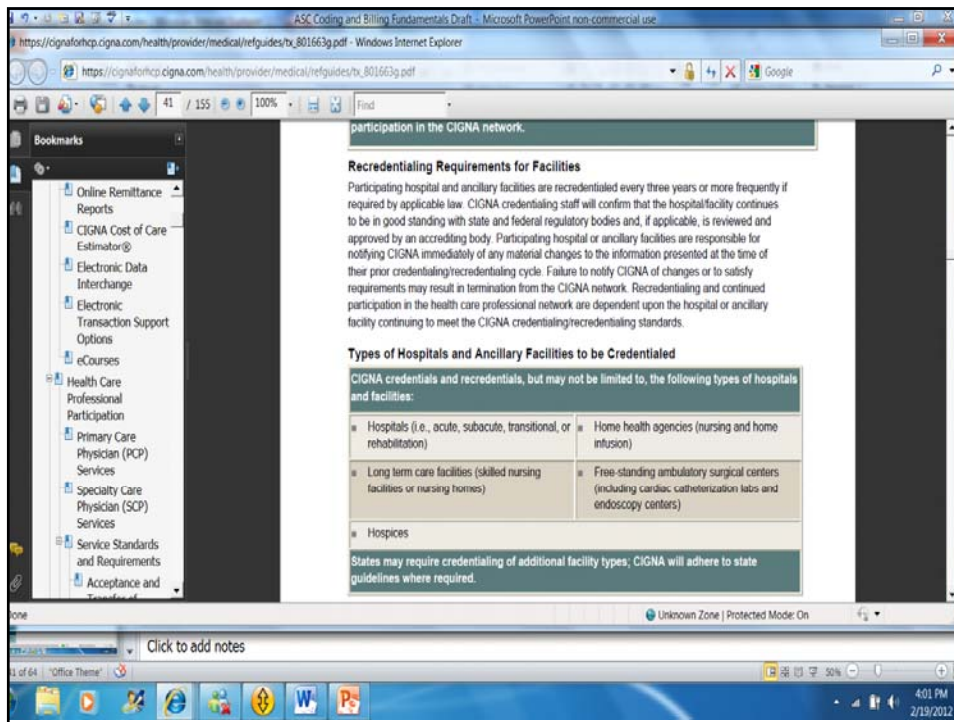 ASC Coding and Billing Fundamentals Draft - Microsoft PowerPoint non-commercial use
https://cignaforhcp.cigna.com/health/provider/medical/refguides/tx_801663g.pdf - Windows Internet Explorer
https://cignaforhcp.cigna.com/health/provider/medical/refguides/tx_801663g.pdf
Google
41 / 155
100%
Find
Bookmarks
Online Remittance
Reports
CIGNA Cost of Care
Estimator®
Electronic Data
Interchange
Electronic
Transaction Support
Options
eCourses
Health Care
Professional
Participation
Primary Care
Physician (PCP)
Services
Specialty Care
Physician (SCP)
Services
Service Standards
and Requirements
Acceptance and
Transfer of
participation in the CIGNA network.
Recredentialing Requirements for Facilities
Participating hospital and ancillary facilities are recredentialed every three years or more frequently if
required by applicable law. CIGNA credentialing staff will confirm that the hospital/facility continues
to be in good standing with state and federal regulatory bodies and, if applicable, is reviewed and
approved by an accrediting body. Participating hospital or ancillary facilities are responsible for
notifying CIGNA immediately of any material changes to the information presented at the time of
their prior credentialing/recredentialing cycle. Failure to notify CIGNA of changes or to satisfy
requirements may result in termination from the CIGNA network. Recredentialing and continued
participation in the health care professional network are dependent upon the hospital or ancillary
facility continuing to meet the CIGNA credentialing/recredentialing standards.
Types of Hospitals and Ancillary Facilities to be Credentialed
CIGNA credentials and recredentials, but may not be limited to, the following types of hospitals
and facilities:
Hospitals (i.e., acute, subacute, transitional, or
rehabilitation)
Home health agencies (nursing and home
infusion)
Long term care facilities (skilled nursing
facilities or nursing homes)
Free-standing ambulatory surgical centers
(including cardiac catheterization labs and
endoscopy centers)
Hospices
States may require credentialing of additional facility types; CIGNA will adhere to state
guidelines where required.
one
Unknown Zone | Protected Mode: On
Click to add notes
1 of 64
"Office Theme"
50%
4:01 PM
2/19/2012